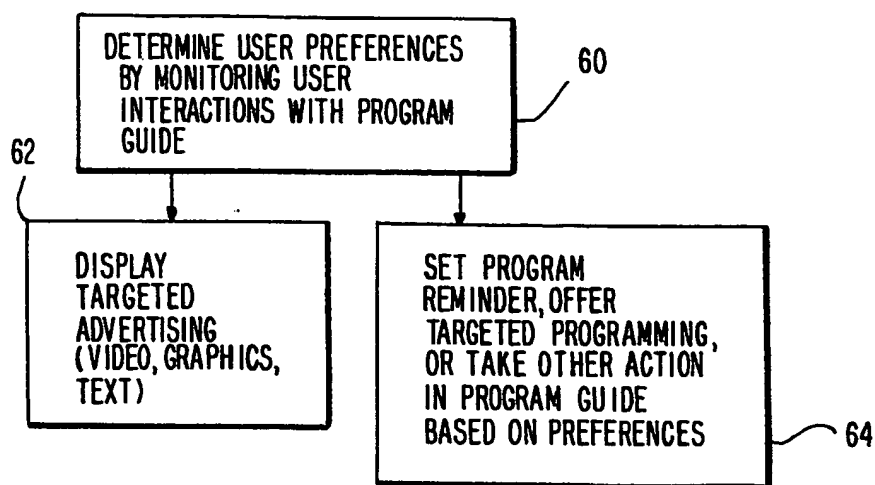 DETERMINE USER PREFERENCES
BY MONITORING USER
INTERACTIONS WITH PROGRAM
GUIDE
60
62
DISPLAY
TARGETED
ADVERTISING
(VIDEO, GRAPHICS,
TEXT)
SET PROGRAM
REMINDER, OFFER
TARGETED PROGRAMMING,
OR TAKE OTHER ACTION
IN PROGRAM GUIDE
BASED ON PREFERENCES
64